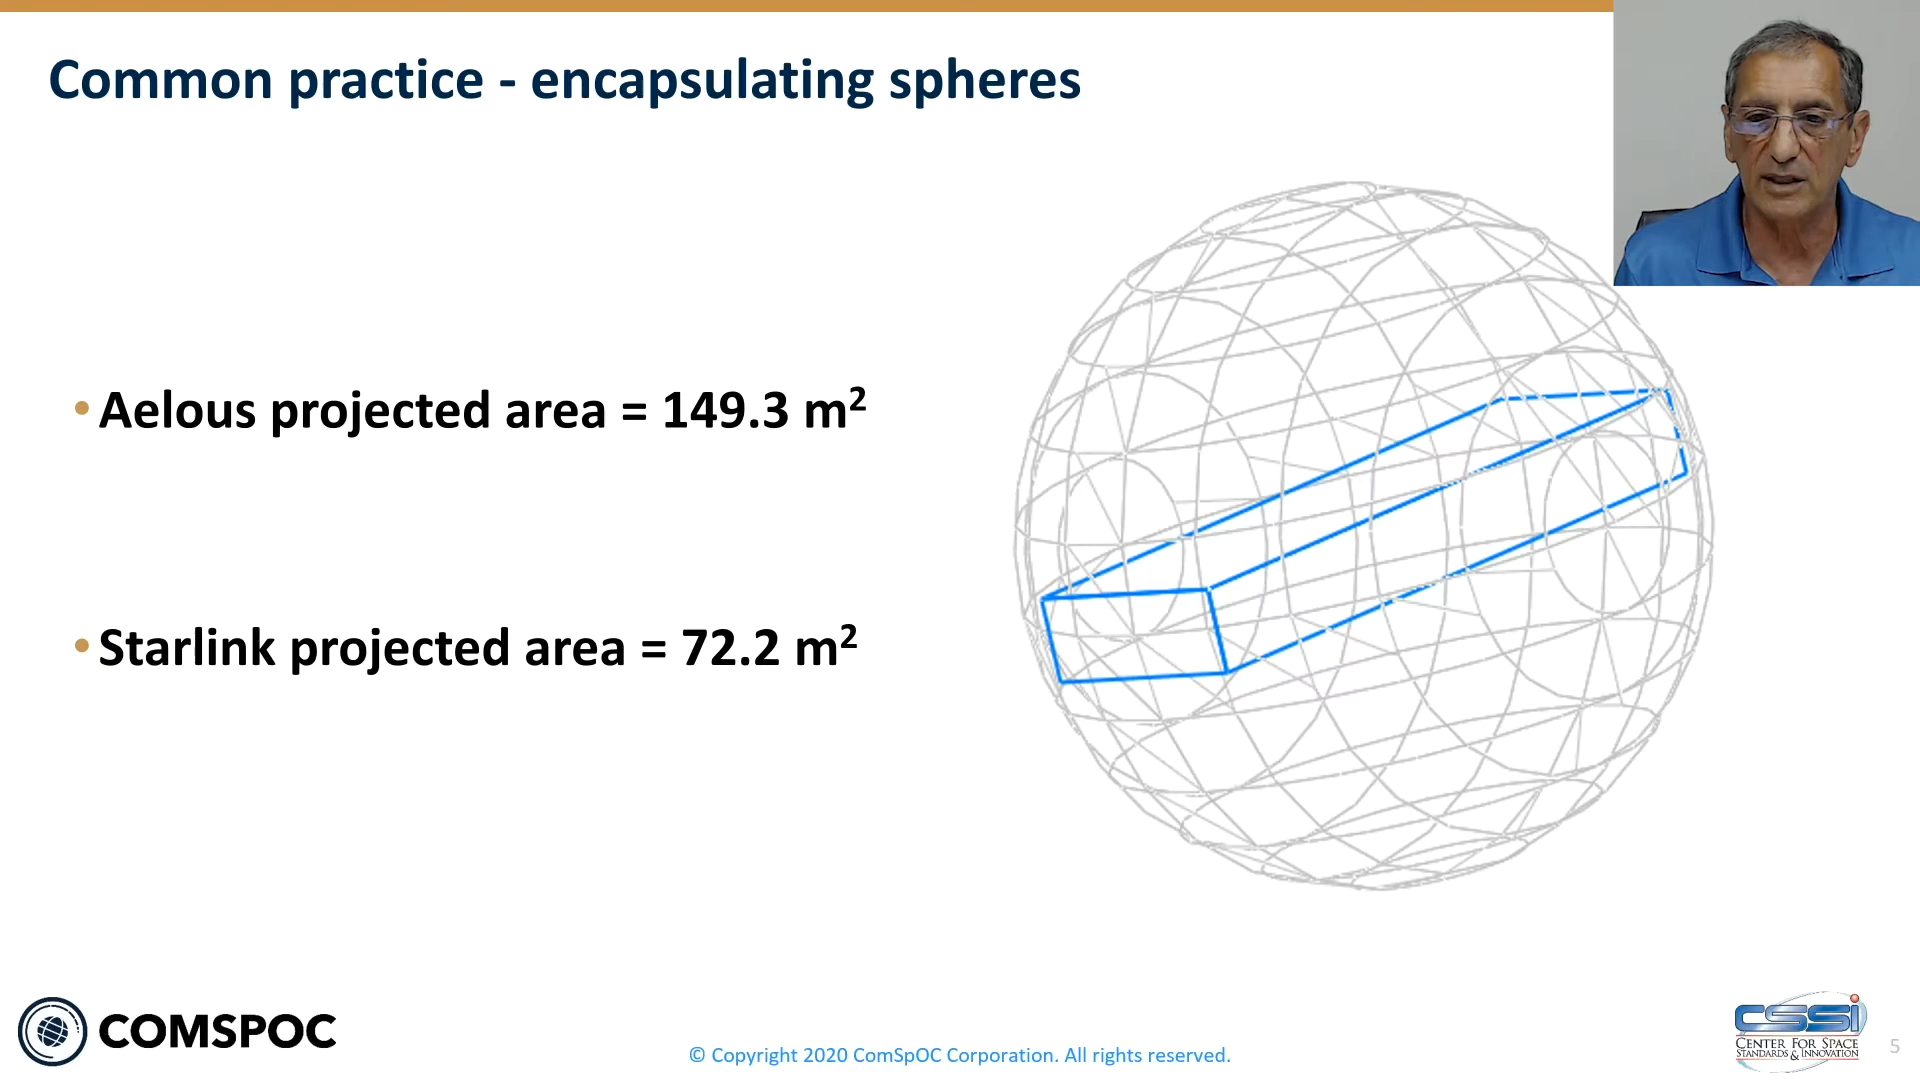 Common practice - encapsulating spheres
• Aelous projected area = 149.3 m²
• Starlink projected area = 72.2 m²
COMSPOC
© Copyright 2020 ComSpOC Corporation. All rights reserved.
CSSI
CENTER FOR SPACE
STANDARDS & INNOVATION
5